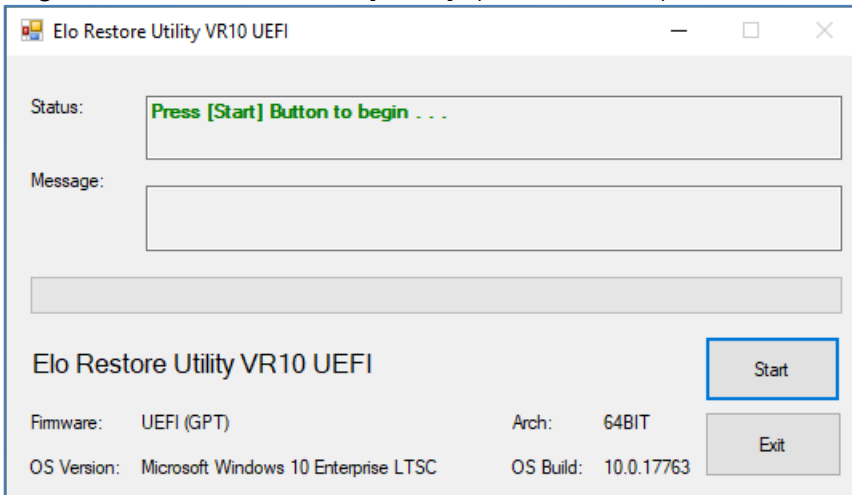 Elo Restore Utility VR10 UEFI
Status:
Press [Start] Button to begin . . .
Message:
Elo Restore Utility VR10 UEFI
Start
Firmware: UEFI (GPT) Arch: 64BIT
Exit
OS Version: Microsoft Windows 10 Enterprise LTSC OS Build: 10.0.17763